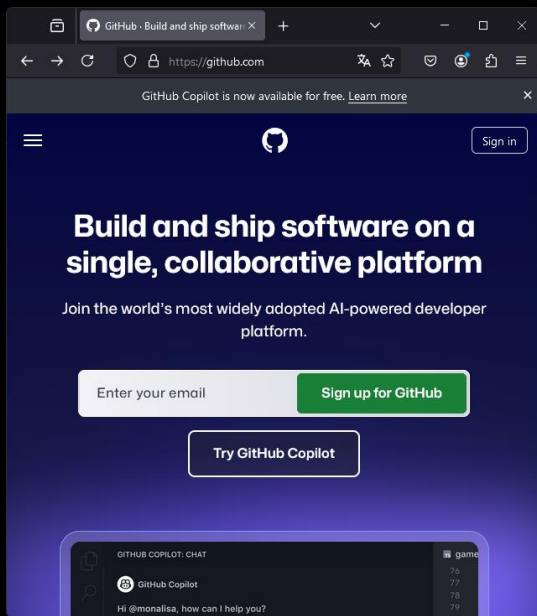 GitHub · Build and ship softwar
https://github.com
GitHub Copilot is now available for free. Learn more
Sign in
Build and ship software on a
single, collaborative platform
Join the world's most widely adopted AI-powered developer
platform.
Enter your email
Sign up for GitHub
Try GitHub Copilot
GITHUB COPILOT: CHAT
game
GitHub Copilot
76
77
78
Hi @monalisa, how can I help you?
79